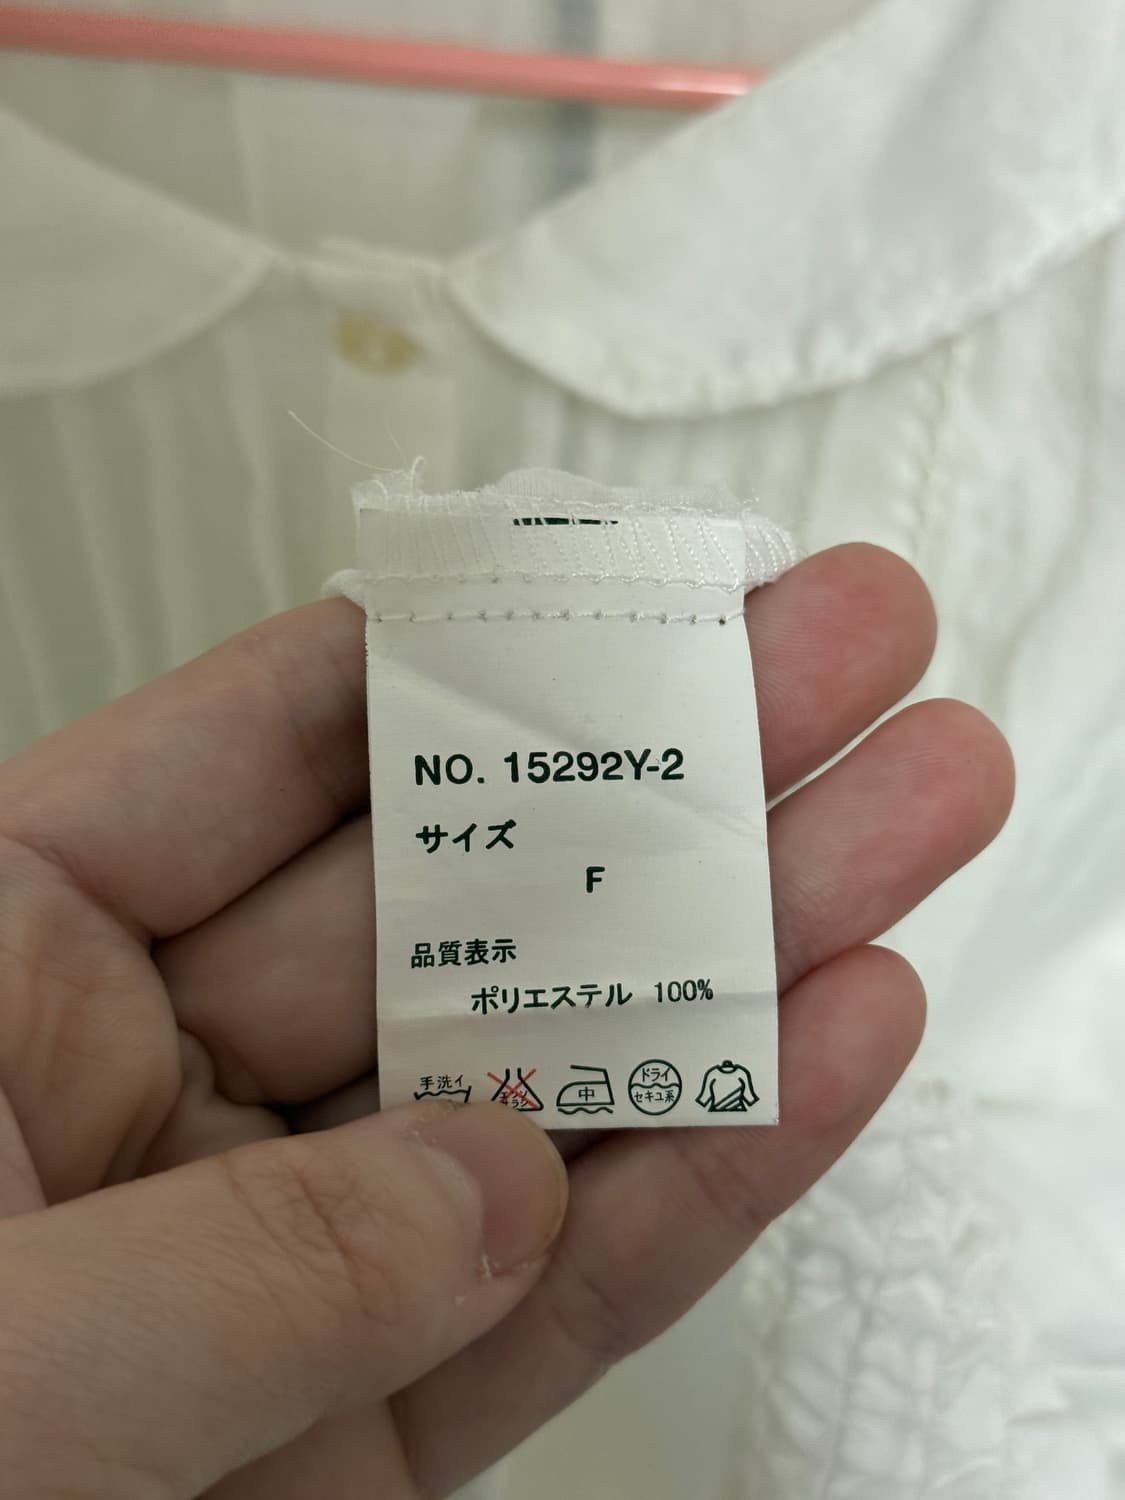 NO. 15292Y-2
サイズ
F
品質表示
ポリエステル 100%
手洗イ
中
ドライ
セキユ系